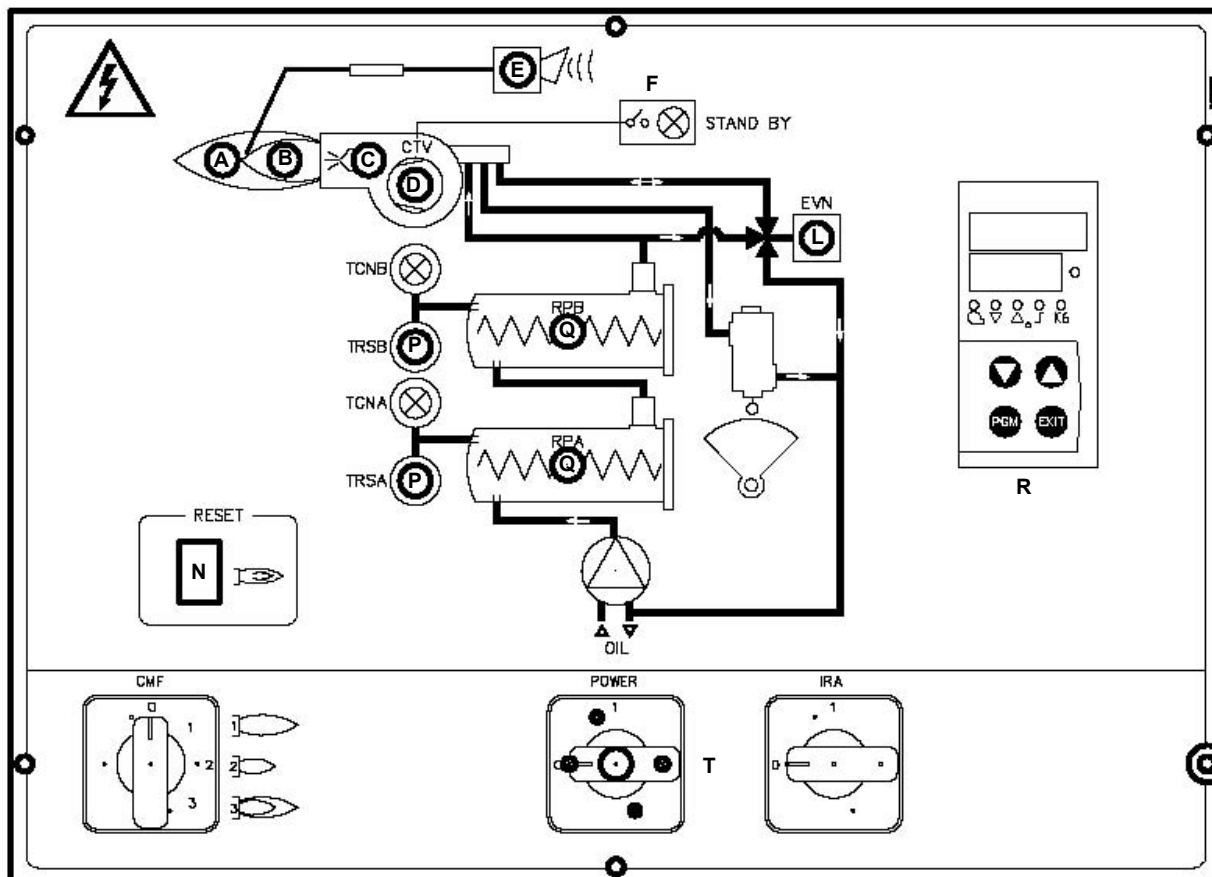 E
F
STAND BY
A
B
C
CTV
D
EVN
L
TCNB
RPB
Q
TRSB
P
K6
TCNA
RPA
Q
TRSA
P
PGM
EXIT
R
RESET
N
OIL
CMF
POWER
IRA
0
1
1
2
2
3
3
1
0
T
1
0